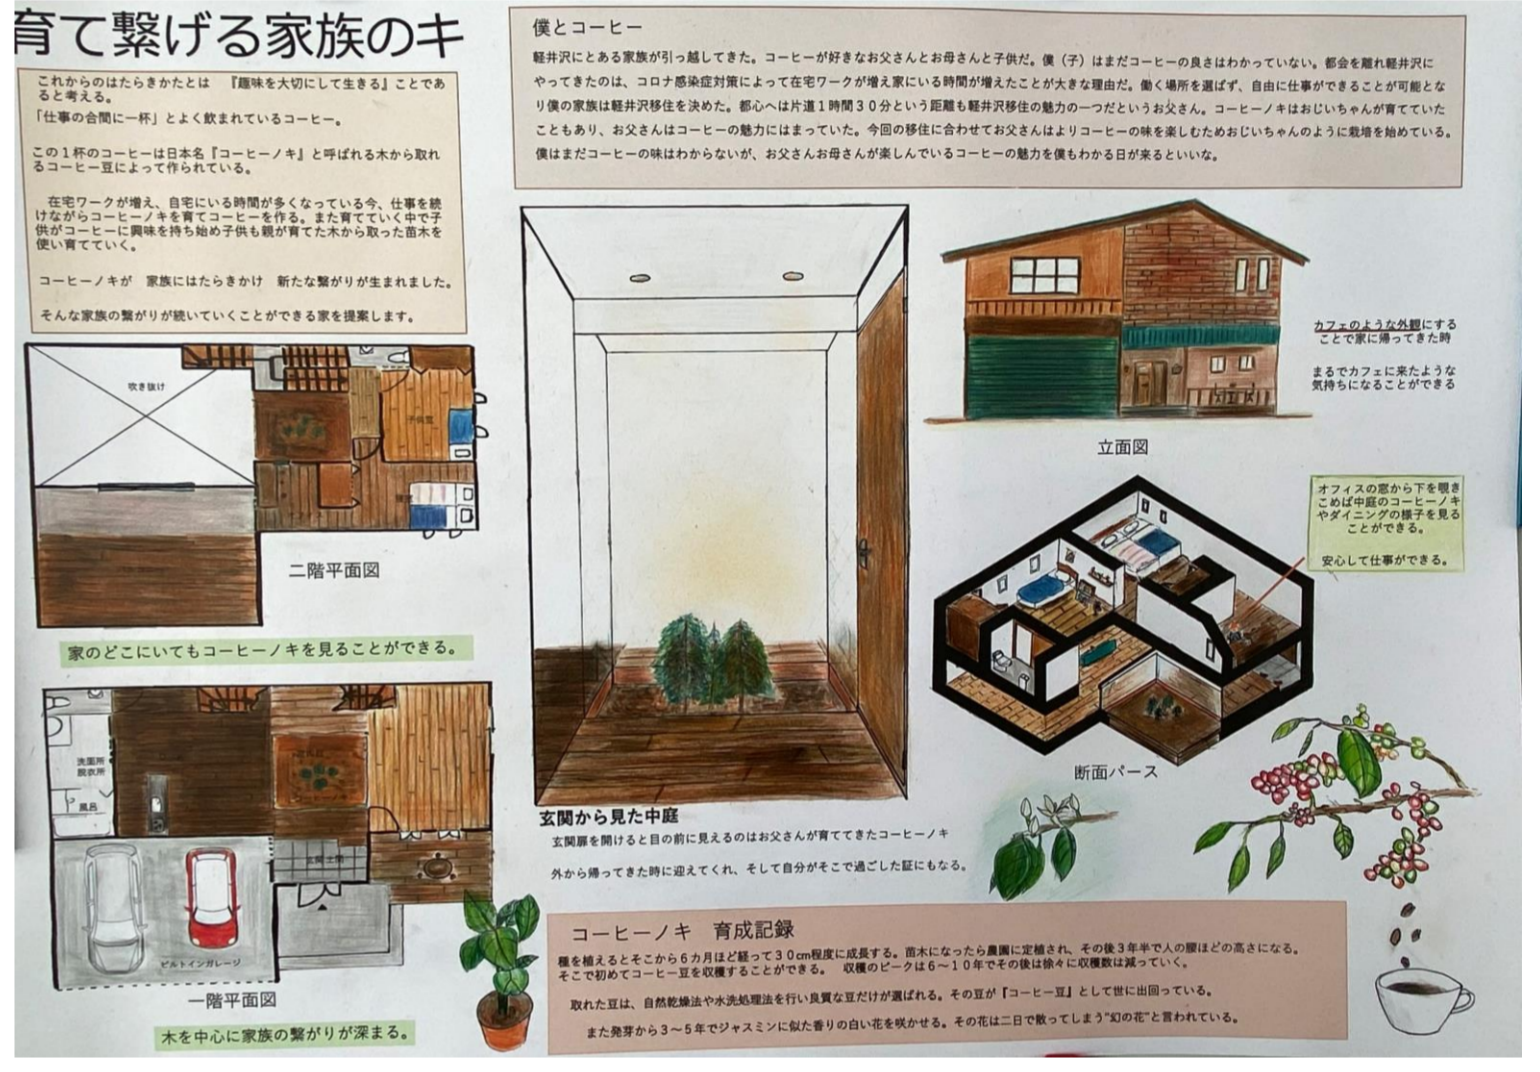 育て繋げる家族のキ
これからのはたらきかたとは　『趣味を大切にして生きる』ことであ
ると考える。
「仕事の合間に一杯」とよく飲まれているコーヒー。
この１杯のコーヒーは日本名『コーヒーノキ』と呼ばれる木から取れ
るコーヒー豆によって作られている。
在宅ワークが増え、自宅にいる時間が多くなっている今、仕事を続
けながらコーヒーノキを育てコーヒーを作る。また育てていく中で子
供がコーヒーに興味を持ち始め子供も親が育てた木から取った苗木を
使い育てていく。
コーヒーノキが　家族にはたらきかけ　新たな繋がりが生まれました。
そんな家族の繋がりが続いていくことができる家を提案します。
僕とコーヒー
軽井沢にとある家族が引っ越してきた。コーヒーが好きなお父さんとお母さんと子供だ。僕（子）はまだコーヒーの良さはわかっていない。都会を離れ軽井沢に
やってきたのは、コロナ感染症対策によって在宅ワークが増え家にいる時間が増えたことが大きな理由だ。働く場所を選ばず、自由に仕事ができることが可能とな
り僕の家族は軽井沢移住を決めた。都心へは片道１時間３０分という距離も軽井沢移住の魅力の一つだというお父さん。コーヒーノキはおじいちゃんが育てていた
こともあり、お父さんはコーヒーの魅力にはまっていた。今回の移住に合わせてお父さんはよりコーヒーの味を楽しむためおじいちゃんのように栽培を始めている。
僕はまだコーヒーの味はわからないが、お父さんお母さんが楽しんでいるコーヒーの魅力を僕もわかる日が来るといいな。
吹き抜け
子供室
寝室
二階平面図
家のどこにいてもコーヒーノキを見ることができる。
洗面所
脱衣所
風呂
コーヒーノキ
玄関土間
ビルトインガレージ
一階平面図
木を中心に家族の繋がりが深まる。
玄関から見た中庭
玄関扉を開けると目の前に見えるのはお父さんが育ててきたコーヒーノキ
外から帰ってきた時に迎えてくれ、そして自分がそこで過ごした証にもなる。
カフェのような外観にする
ことで家に帰ってきた時
まるでカフェに来たような
気持ちになることができる
立面図
オフィスの窓から下を覗き
こめば中庭のコーヒーノキ
やダイニングの様子を見る
ことができる。
安心して仕事ができる。
断面パース
コーヒーノキ　育成記録
種を植えるとそこから６カ月ほど経って３０cm程度に成長する。苗木になったら農園に定植され、その後３年半で人の腰ほどの高さになる。
そこで初めてコーヒー豆を収穫することができる。　収穫のピークは６～１０年でその後は徐々に収穫数は減っていく。
取れた豆は、自然乾燥法や水洗処理法を行い良質な豆だけが選ばれる。その豆が『コーヒー豆』として世に出回っている。
また発芽から３～５年でジャスミンに似た香りの白い花を咲かせる。その花は二日で散ってしまう"幻の花"と言われている。